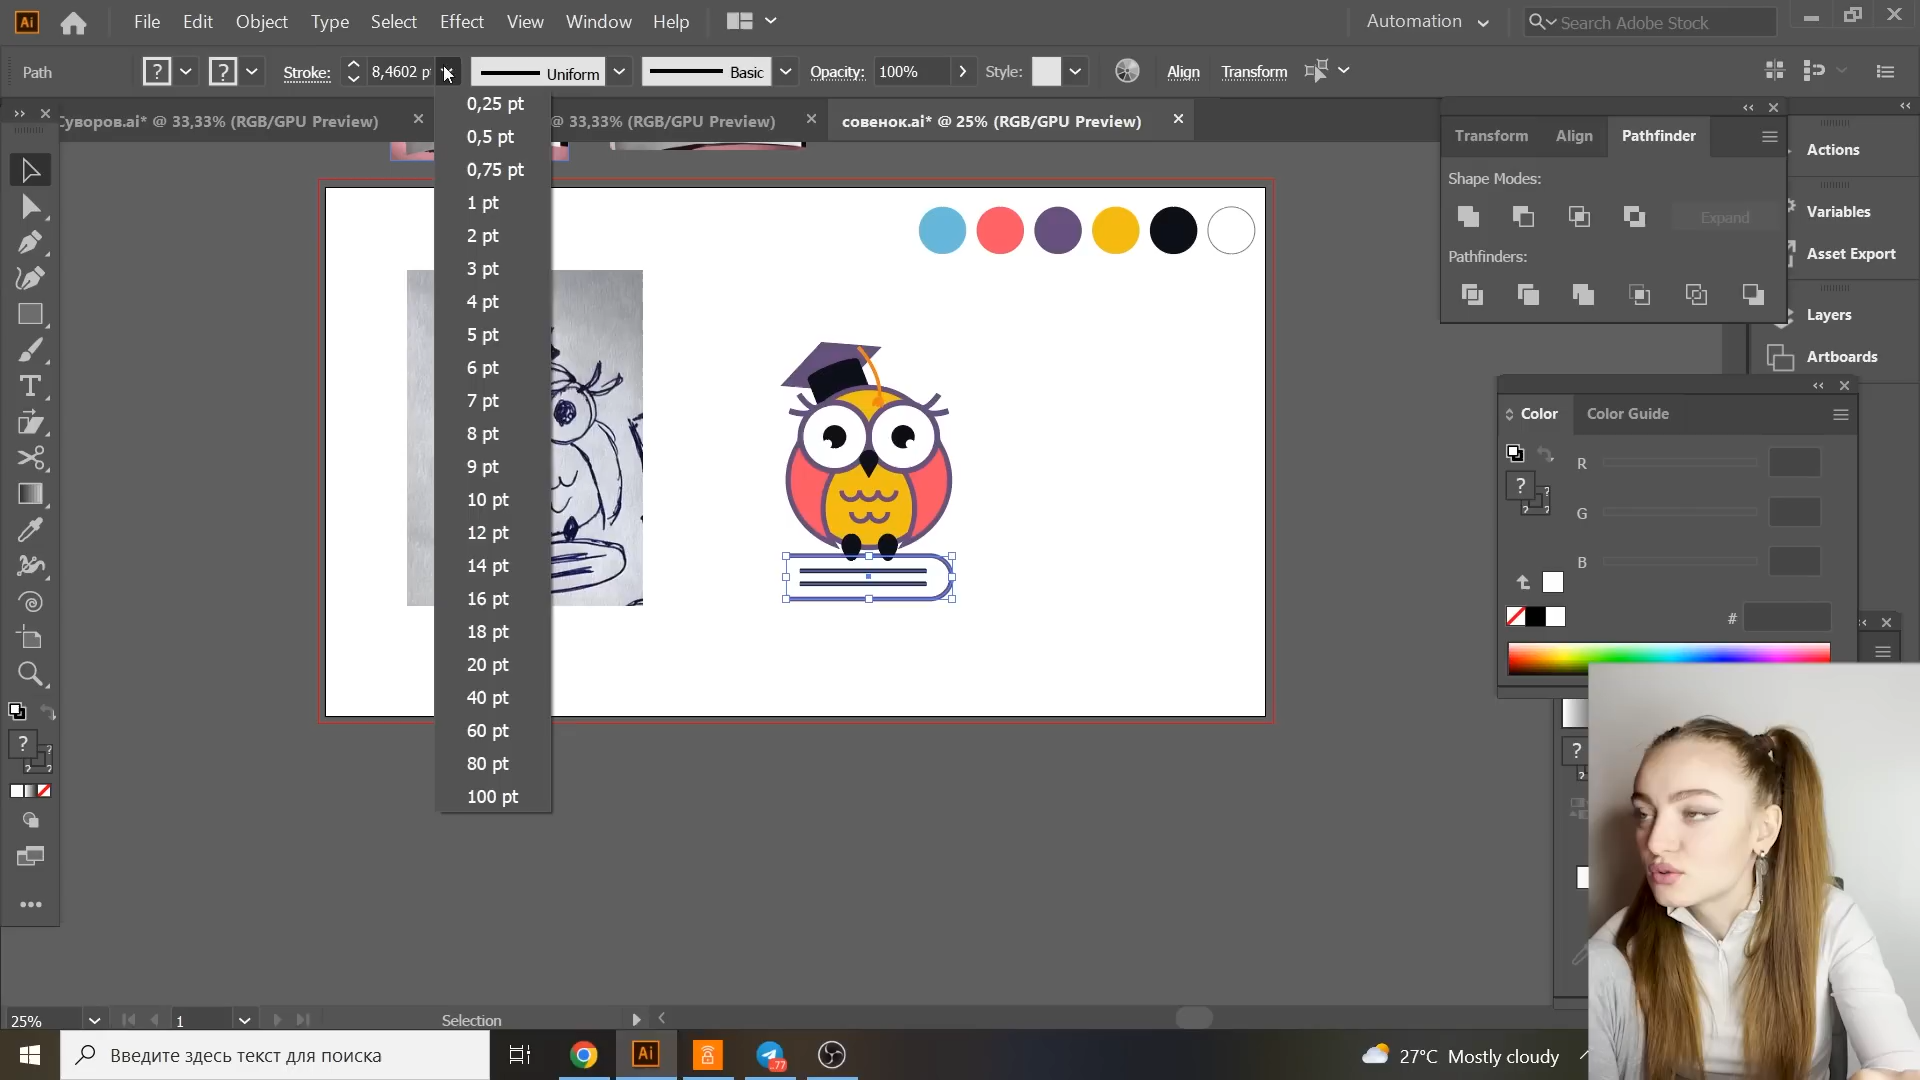 Ai
File Edit Object Type Select Effect View Window Help
Automation
Search Adobe Stock
Path
?
?
Stroke:
8,4602 pt
Uniform
Basic
Opacity:
100%
Style:
Align
Transform
Суворов.ai* @ 33,33% (RGB/GPU Preview)
@ 33,33% (RGB/GPU Preview)
совенок.ai* @ 25% (RGB/GPU Preview)
0,25 pt
0,5 pt
0,75 pt
1 pt
2 pt
3 pt
4 pt
5 pt
6 pt
7 pt
8 pt
9 pt
10 pt
12 pt
14 pt
16 pt
18 pt
20 pt
40 pt
60 pt
80 pt
100 pt
Transform
Align
Pathfinder
Shape Modes:
Expand
Pathfinders:
Actions
Variables
Asset Export
Layers
Artboards
Color
Color Guide
?
?
?
R
G
B
#
?
?
?
?
?
?
25%
1
Selection
Введите здесь текст для поиска
Ai
..77
27°C Mostly cloudy